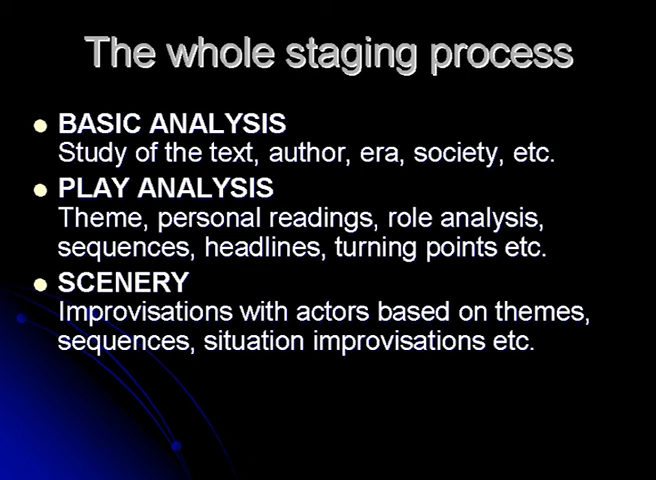 The whole staging process
BASIC ANALYSIS
Study of the text, author, era, society, etc.
PLAY ANALYSIS
Theme, personal readings, role analysis,
sequences, headlines, turning points etc.
SCENERY
Improvisations with actors based on themes,
sequences, situation improvisations etc.